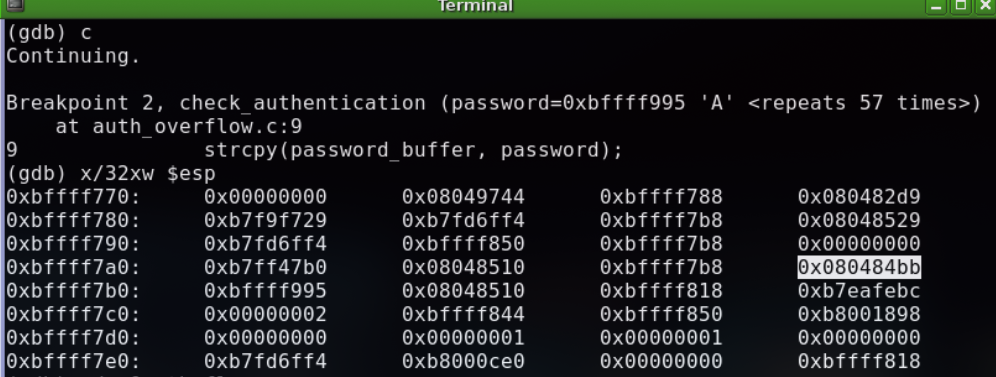 Terminal
(gdb) c
Continuing.
Breakpoint 2, check_authentication (password=0xbffff995 'A' <repeats 57 times>)
at auth_overflow.c:9
9 strcpy(password_buffer, password);
(gdb) x/32xw $esp
0xbffff770: 0x00000000 0x08049744 0xbffff788 0x080482d9
0xbffff780: 0xb7f9f729 0xb7fd6ff4 0xbffff7b8 0x08048529
0xbffff790: 0xb7fd6ff4 0xbffff850 0xbffff7b8 0x00000000
0xbffff7a0: 0xb7ff47b0 0x08048510 0xbffff7b8 0x080484bb
0xbffff7b0: 0xbffff995 0x08048510 0xbffff818 0xb7eafebc
0xbffff7c0: 0x00000002 0xbffff844 0xbffff850 0xb8001898
0xbffff7d0: 0x00000000 0x00000001 0x00000001 0x00000000
0xbffff7e0: 0xb7fd6ff4 0xb8000ce0 0x00000000 0xbffff818